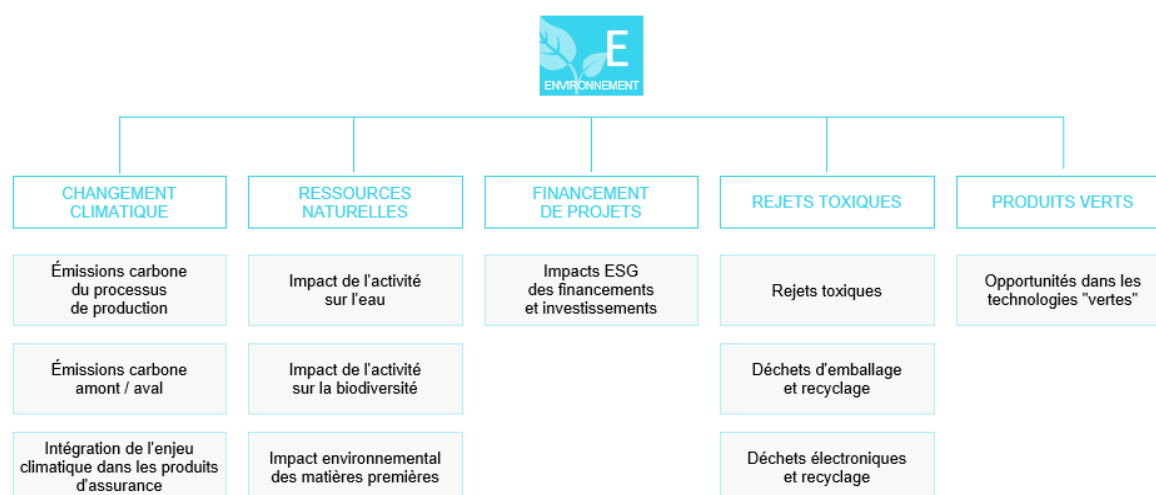 E
ENVIRONNEMENT
CHANGEMENT
CLIMATIQUE
RESSOURCES
NATURELLES
FINANCEMENT
DE PROJETS
REJETS TOXIQUES
PRODUITS VERTS
Émissions carbone
du processus
de production
Impact de l'activité
sur l'eau
Impacts ESG
des financements
et investissements
Rejets toxiques
Opportunités dans les
technologies "vertes"
Émissions carbone
amont / aval
Impact de l'activité
sur la biodiversité
Déchets d'emballage
et recyclage
Intégration de l'enjeu
climatique dans les produits
d'assurance
Impact environnemental
des matières premières
Déchets électroniques
et recyclage